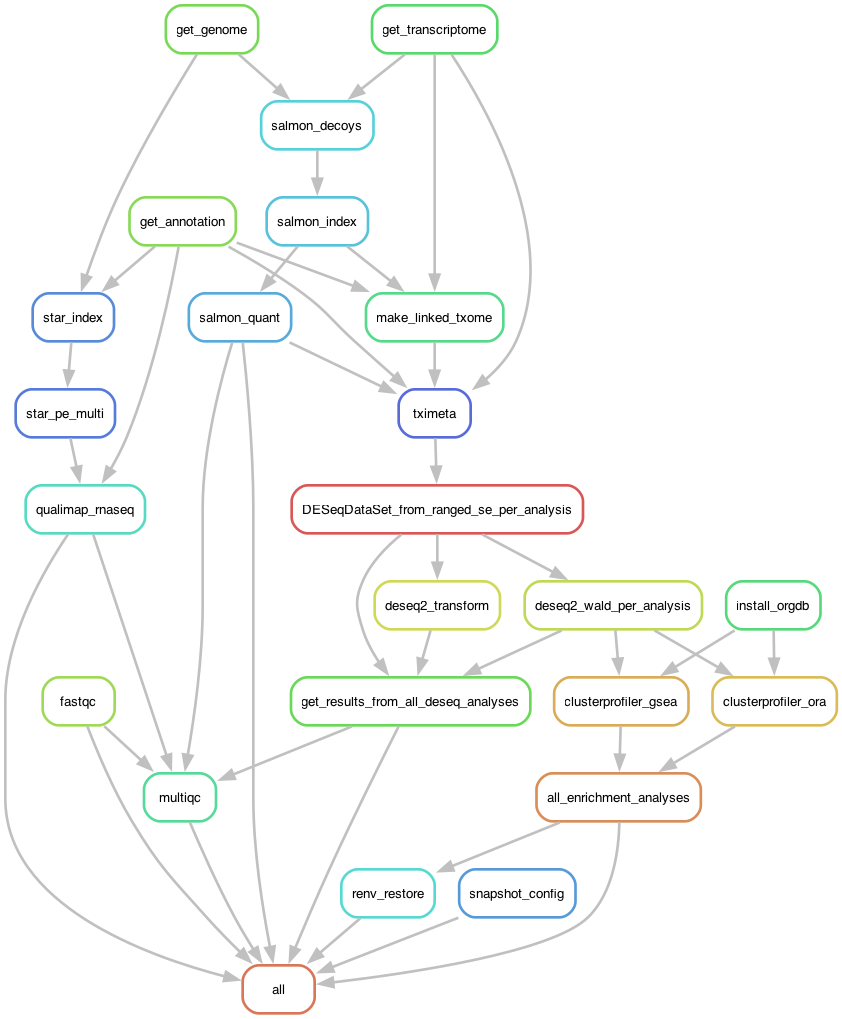 get_genome
get_transcriptome
salmon_decoys
get_annotation
salmon_index
star_index
salmon_quant
make_linked_txome
star_pe_multi
tximeta
qualimap_rnaseq
DESeqDataSet_from_ranged_se_per_analysis
deseq2_transform
deseq2_wald_per_analysis
install_orgdb
fastqc
get_results_from_all_deseq_analyses
clusterprofiler_gsea
clusterprofiler_ora
multiqc
all_enrichment_analyses
renv_restore
snapshot_config
all